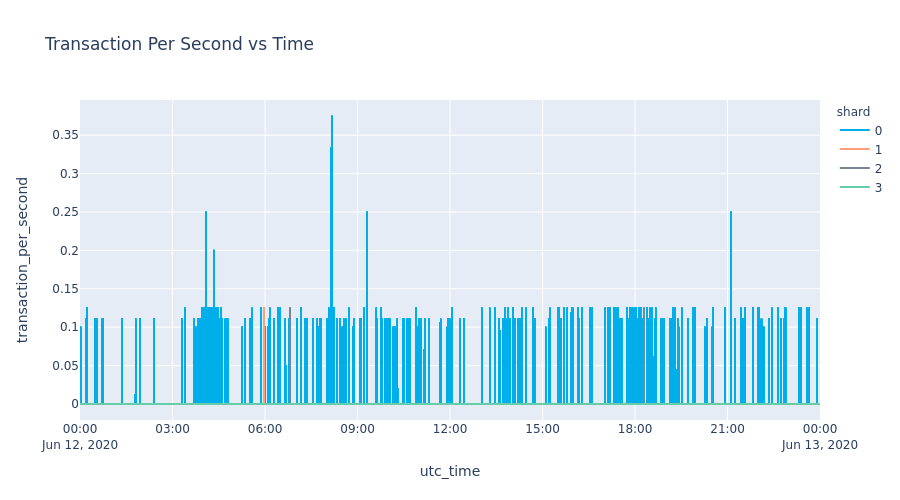 Transaction Per Second vs Time
shard
0
1
2
3
transaction_per_second
0.35
0.3
0.25
0.2
0.15
0.1
0.05
0
00:00 03:00 06:00 09:00 12:00 15:00 18:00 21:00 00:00
Jun 12, 2020 Jun 13, 2020
utc_time